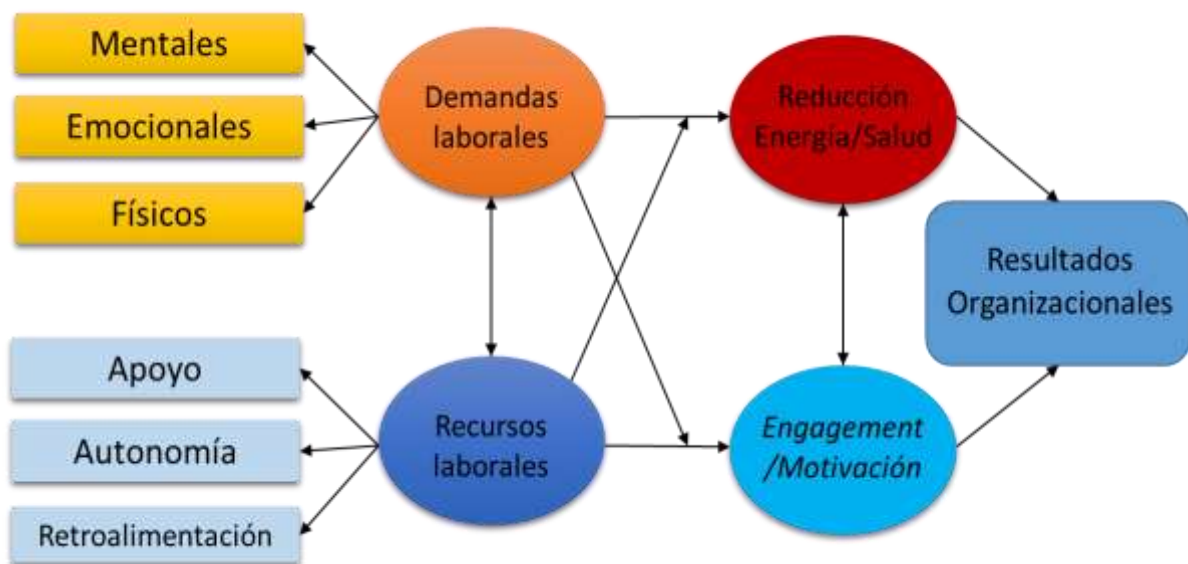 Mentales
Emocionales
Físicos
Demandas
laborales
Reducción
Energía/Salud
Resultados
Organizacionales
Apoyo
Autonomía
Retroalimentación
Recursos
laborales
Engagement
/Motivación